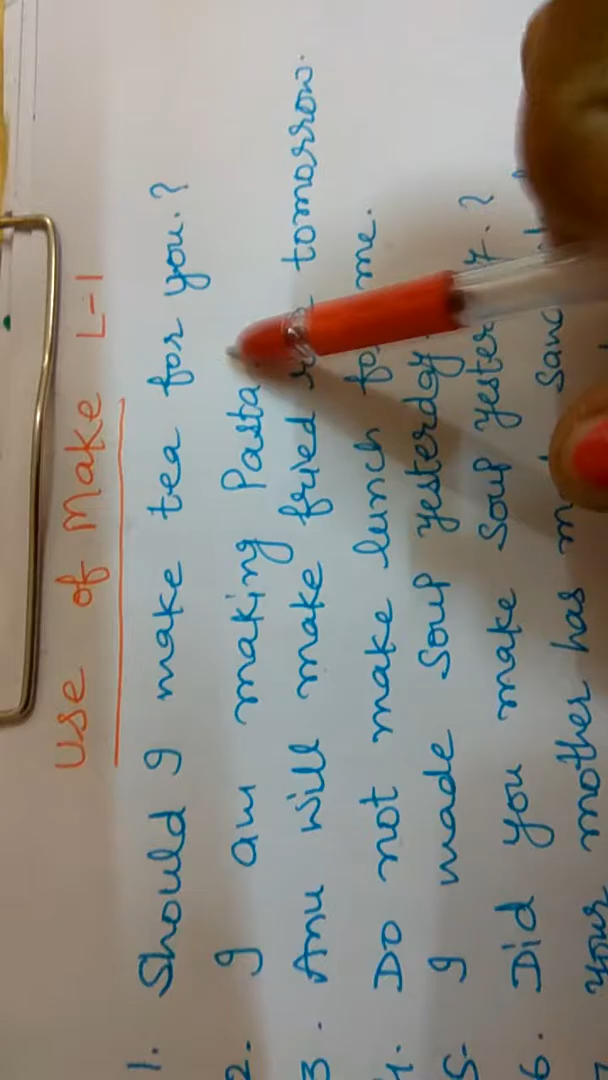 Use of Make L-1
1. Should I make tea for you.?
2. I am making Pasta
3. Anu will make fried tomorrow.
4. Do not make lunch me.
5. I made Soup yesterday
6. Did you make Soup yester y.?
7. Your mother has